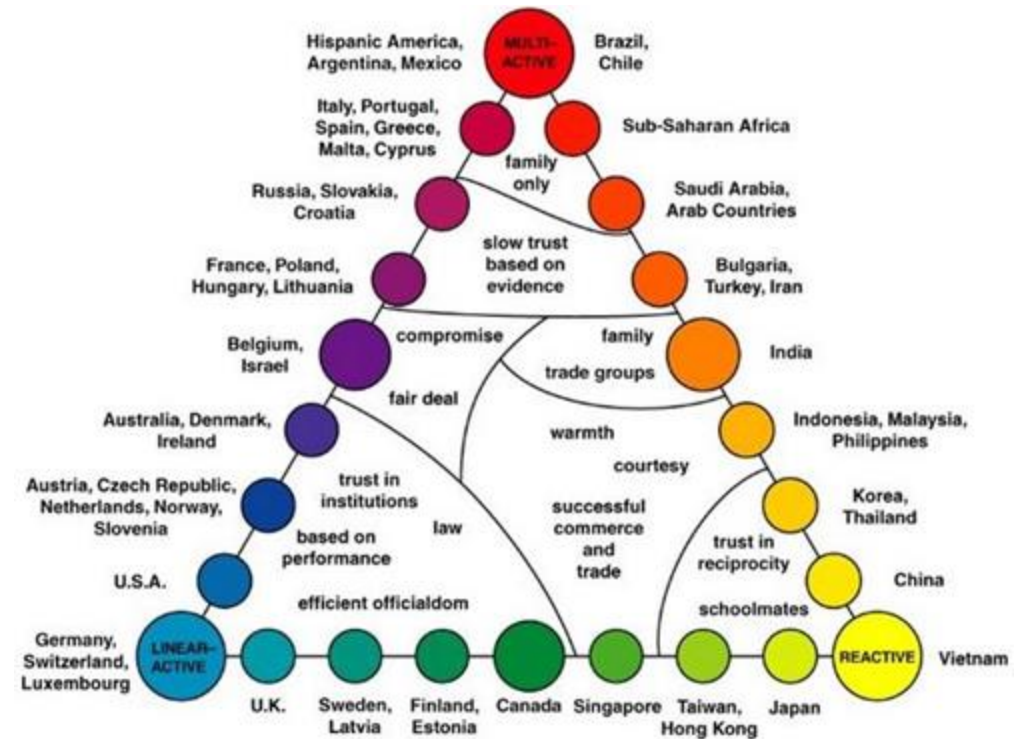 Hispanic America,
Argentina, Mexico
MULTI-
ACTIVE
Brazil,
Chile
Italy, Portugal,
Spain, Greece,
Malta, Cyprus
Sub-Saharan Africa
family
only
Russia, Slovakia,
Croatia
Saudi Arabia,
Arab Countries
slow trust
based on
evidence
France, Poland,
Hungary, Lithuania
Bulgaria,
Turkey, Iran
compromise
family
Belgium,
Israel
India
trade groups
fair deal
Australia, Denmark,
Ireland
warmth
Indonesia, Malaysia,
Philippines
courtesy
Austria, Czech Republic,
Netherlands, Norway,
Slovenia
trust in
institutions
law
based on
performance
successful
commerce
and
trade
Korea,
Thailand
trust in
reciprocity
U.S.A.
China
efficient officialdom
schoolmates
Germany,
Switzerland,
Luxembourg
LINEAR-
ACTIVE
REACTIVE
Vietnam
U.K.
Sweden,
Latvia
Finland,
Estonia
Canada
Singapore
Taiwan,
Hong Kong
Japan